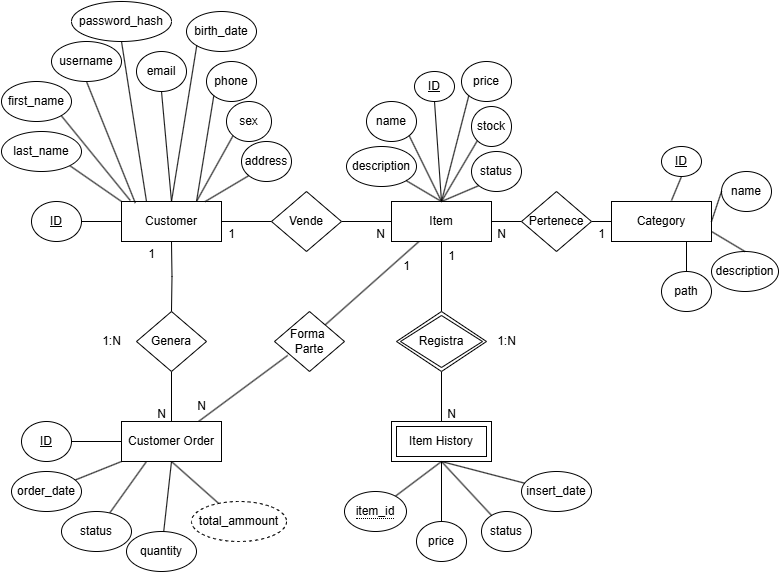 password_hash
birth_date
username
email
phone
first_name
sex
last_name
address
ID
Customer
1
1
Vende
ID
price
name
stock
description
status
Item
N
N
1
1
Pertenece
1
ID
Category
name
description
path
1:N
Genera
N
Forma
Parte
N
Registra
1:N
N
ID
Customer Order
order_date
status
quantity
total_ammount
Item History
item_id
price
status
insert_date